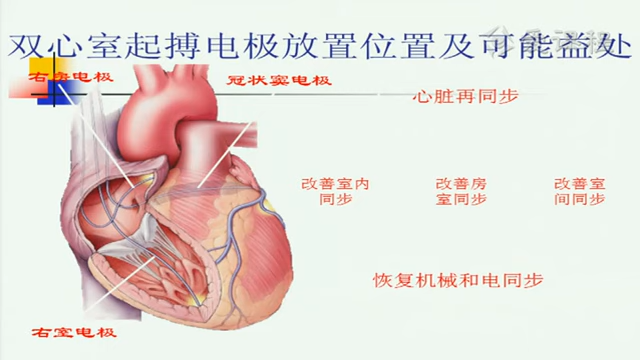 双心室起搏电极放置位置及可能益处
右房电极
冠状窦电极
心脏再同步
改善室内
同步
改善房
室同步
改善室
间同步
恢复机械和电同步
右室电极